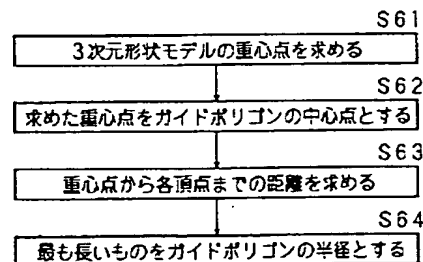 S61
3次元形状モデルの重心点を求める
S62
求めた重心点をガイドポリゴンの中心点とする
S63
重心点から各頂点までの距離を求める
S64
最も長いものをガイドポリゴンの半径とする